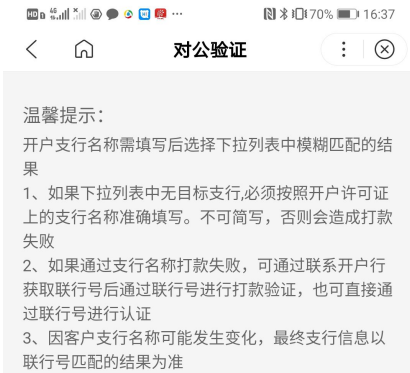 HD 4G 70% 16:37
对公验证
温馨提示：
开户支行名称需填写后选择下拉列表中模糊匹配的结
果
1、如果下拉列表中无目标支行,必须按照开户许可证
上的支行名称准确填写。不可简写，否则会造成打款
失败
2、如果通过支行名称打款失败，可通过联系开户行
获取联行号后通过联行号进行打款验证，也可直接通
过联行号进行认证
3、因客户支行名称可能发生变化，最终支行信息以
联行号匹配的结果为准